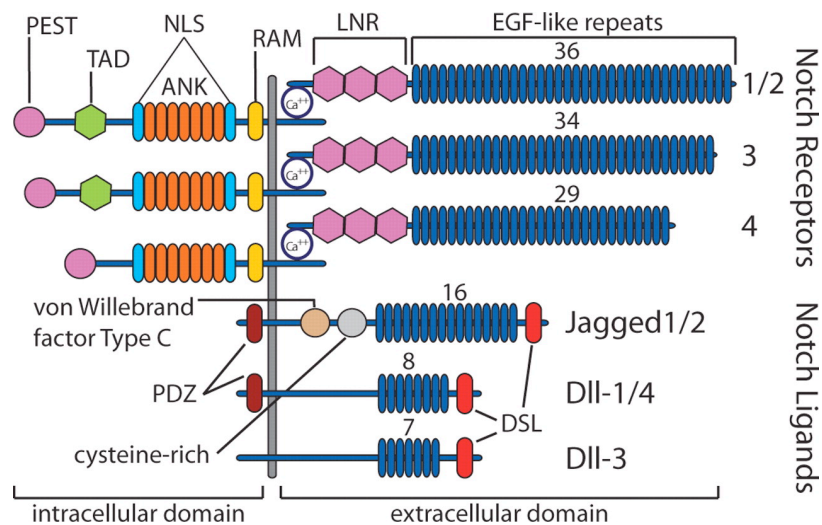 PEST
TAD
NLS
ANK
RAM
LNR
EGF-like repeats
36
1/2
Ca++
34
3
Ca++
29
4
Ca++
Notch Receptors
von Willebrand
factor Type C
16
Jagged1/2
PDZ
8
Dll-1/4
DSL
cysteine-rich
7
Dll-3
Notch Ligands
intracellular domain
extracellular domain